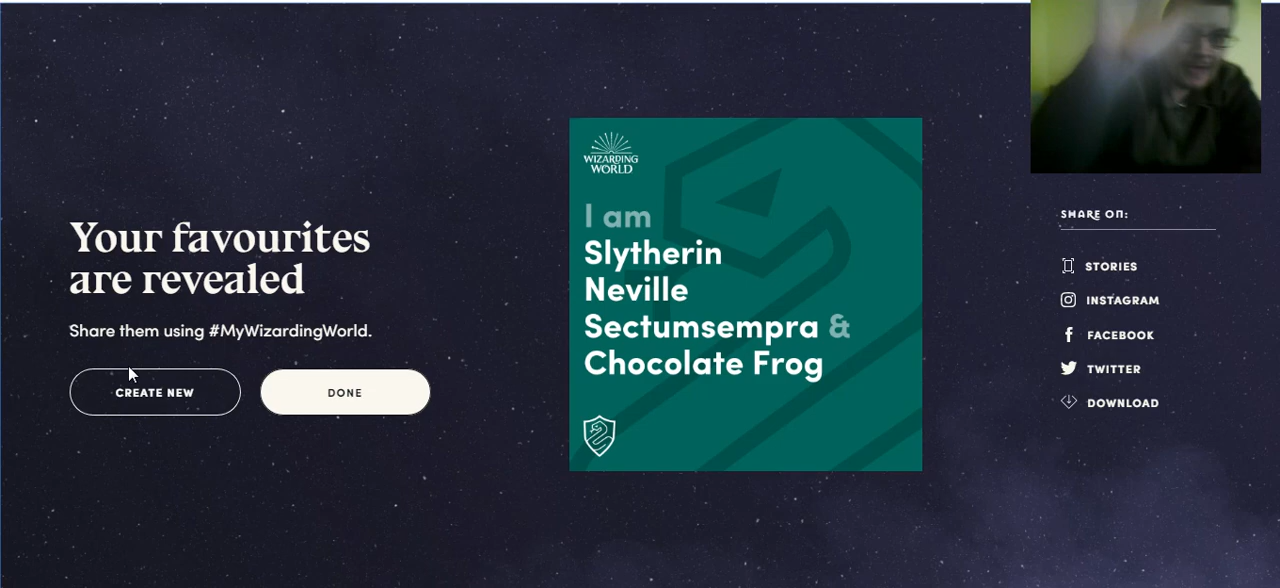 Your favourites
are revealed
Share them using #MyWizardingWorld.
CREATE NEW
DONE
WIZARDING
WORLD
I am
Slytherin
Neville
Sectumsempra &
Chocolate Frog
SHARE ON:
STORIES
INSTAGRAM
FACEBOOK
TWITTER
DOWNLOAD